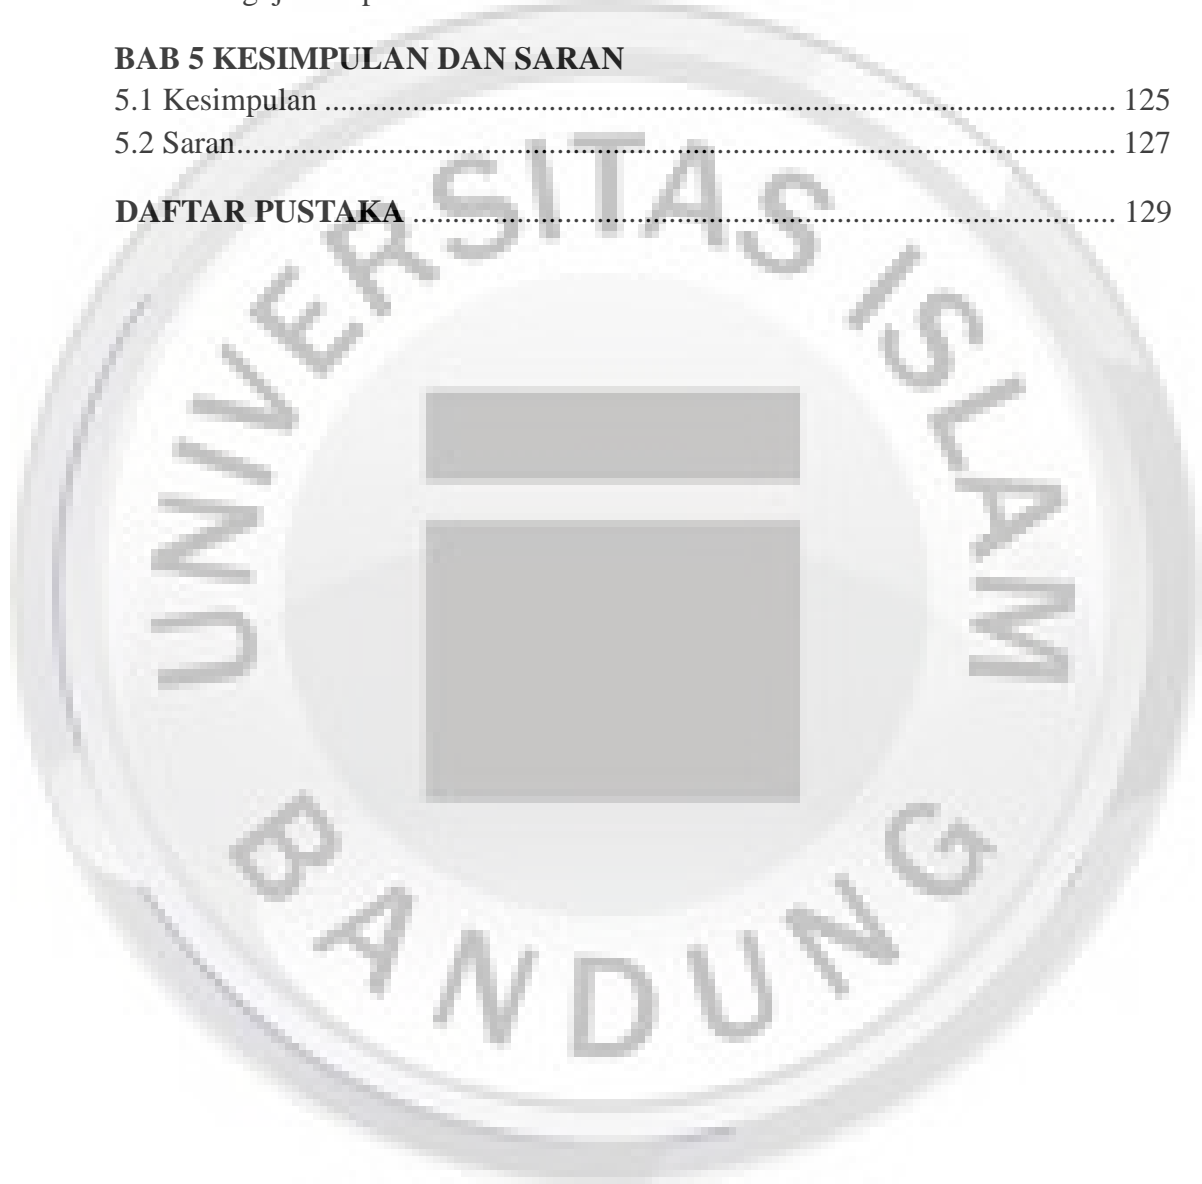 BAB 5 KESIMPULAN DAN SARAN
5.1 Kesimpulan .................................................................................................... 125
5.2 Saran................................................................................................................ 127
DAFTAR PUSTAKA ......................................................................................... 129
UNIVERSITAS ISLAM
BANDUNG